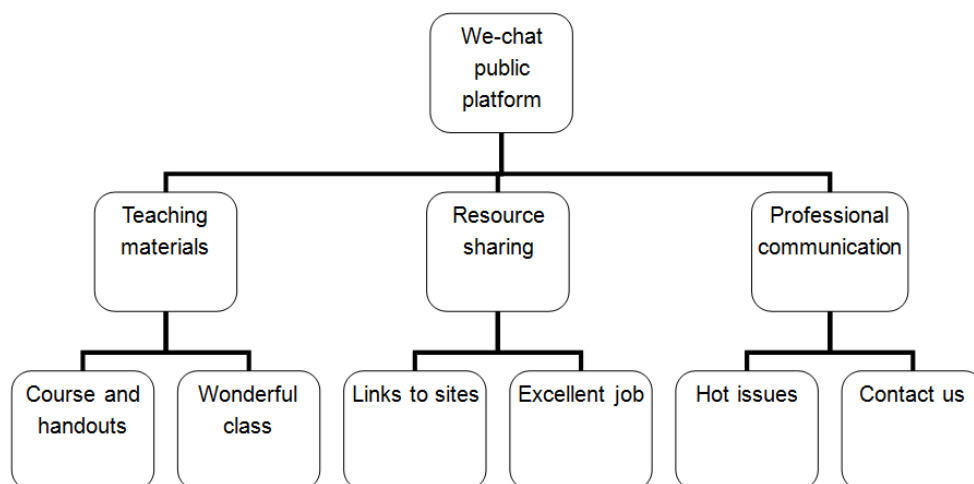 We-chat
public
platform
Teaching
materials
Resource
sharing
Professional
communication
Course and
handouts
Wonderful
class
Links to sites
Excellent job
Hot issues
Contact us